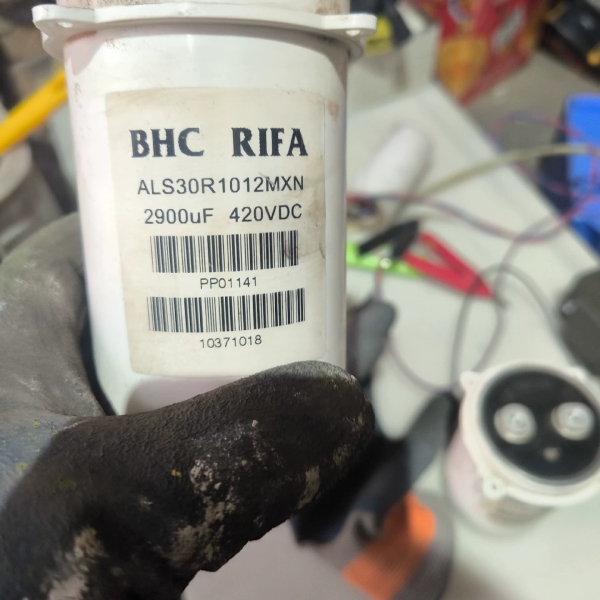 BHC RIFA
ALS30R1012MXN
2900uF 420VDC
PP01141
10371018